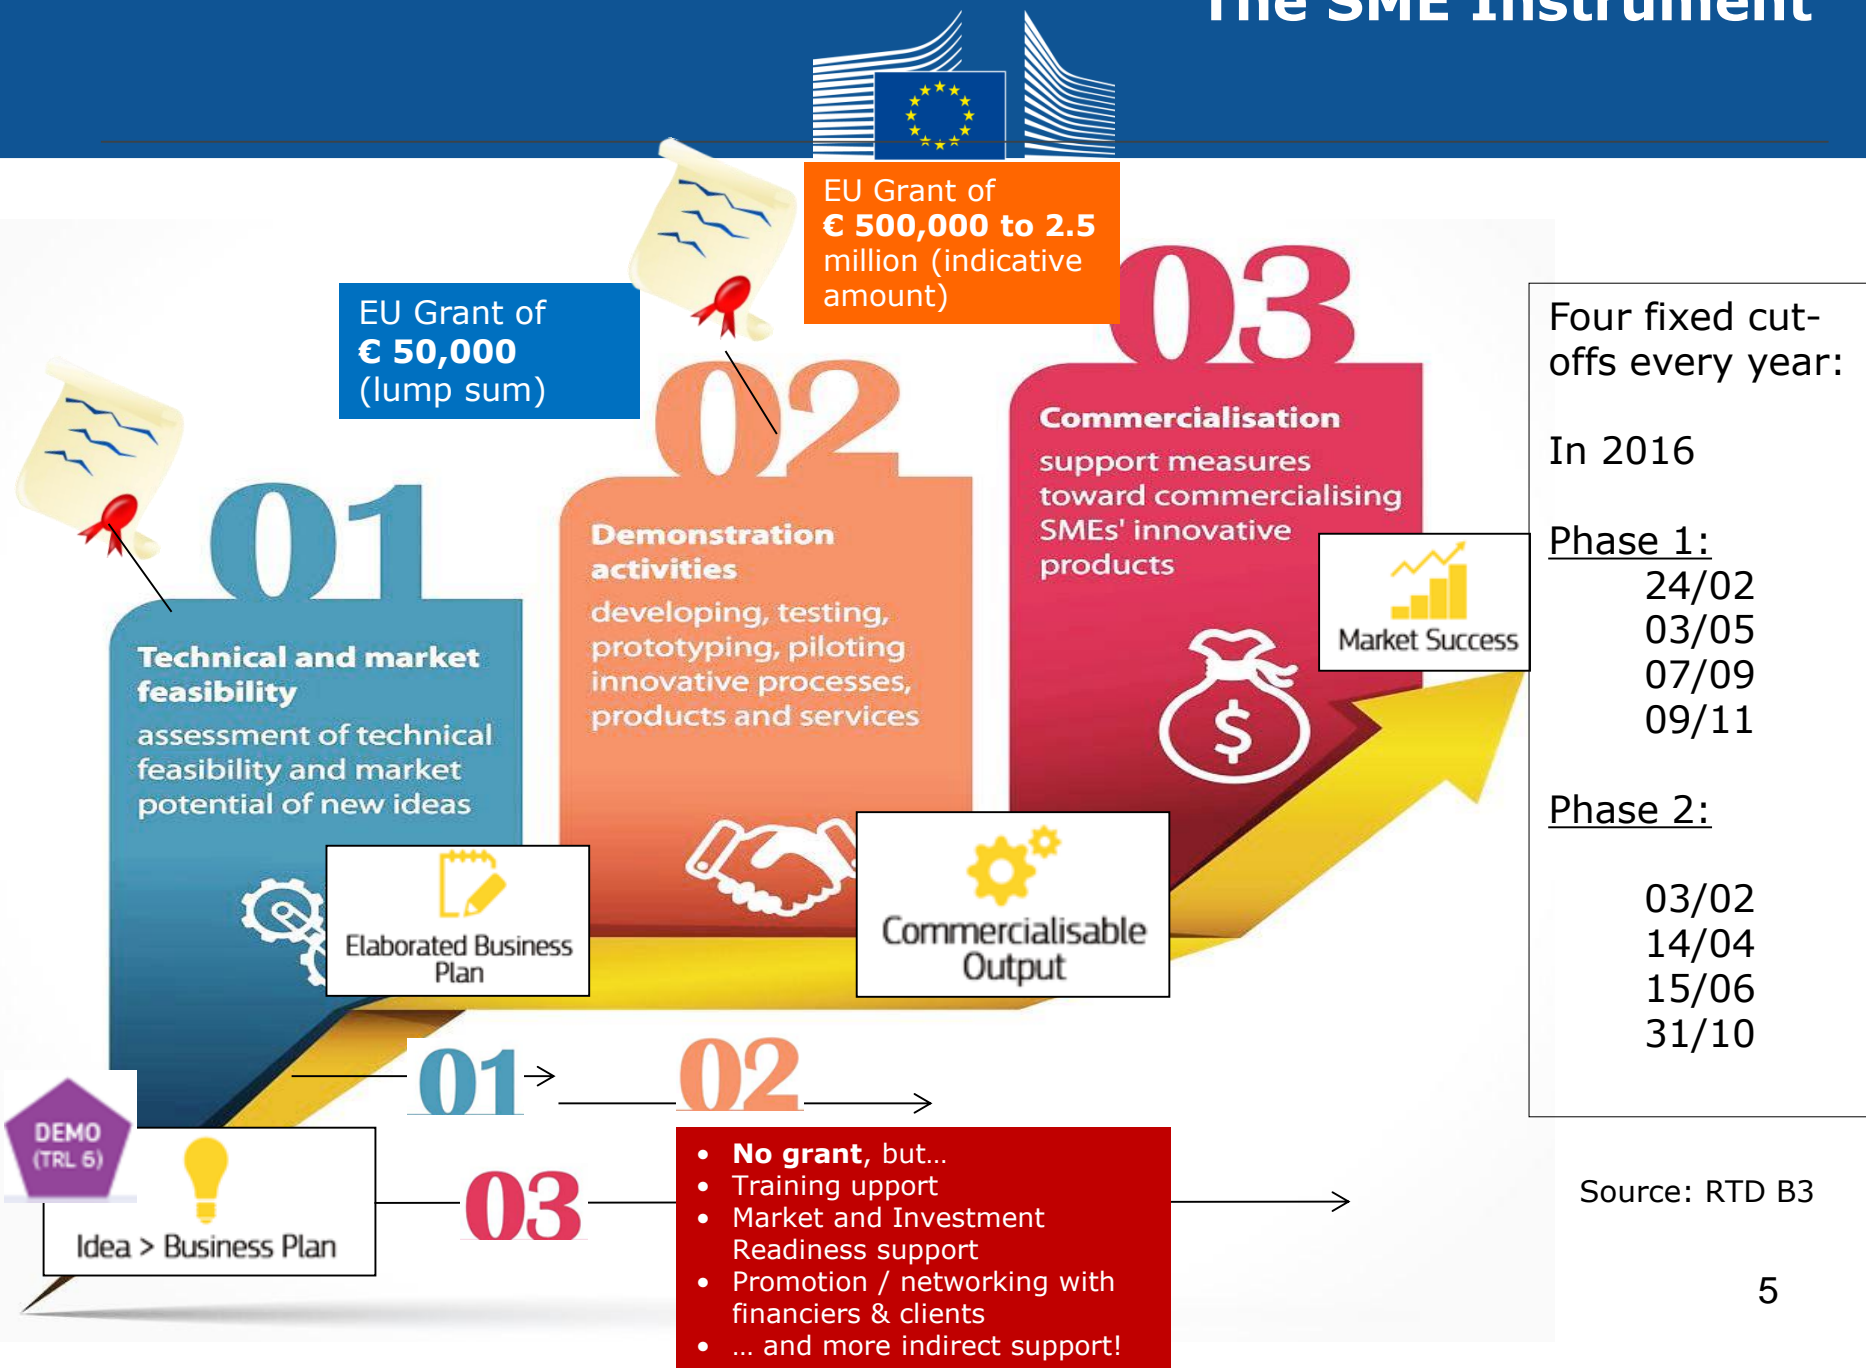 The SME Instrument
EU Grant of
€ 50,000
(lump sum)
EU Grant of
€ 500,000 to 2.5
million (indicative
amount)
01
Technical and market
feasibility
assessment of technical
feasibility and market
potential of new ideas
02
Demonstration
activities
developing, testing,
prototyping, piloting
innovative processes,
products and services
03
Commercialisation
support measures
toward commercialising
SMEs' innovative
products
$
Market Success
Elaborated Business
Plan
Commercialisable
Output
DEMO
(TRL 6)
Idea > Business Plan
01
02
03
• No grant, but…
• Training upport
• Market and Investment
Readiness support
• Promotion / networking with
financiers & clients
• … and more indirect support!
Four fixed cut-
offs every year:
In 2016
Phase 1:
24/02
03/05
07/09
09/11
Phase 2:
03/02
14/04
15/06
31/10
Source: RTD B3
5